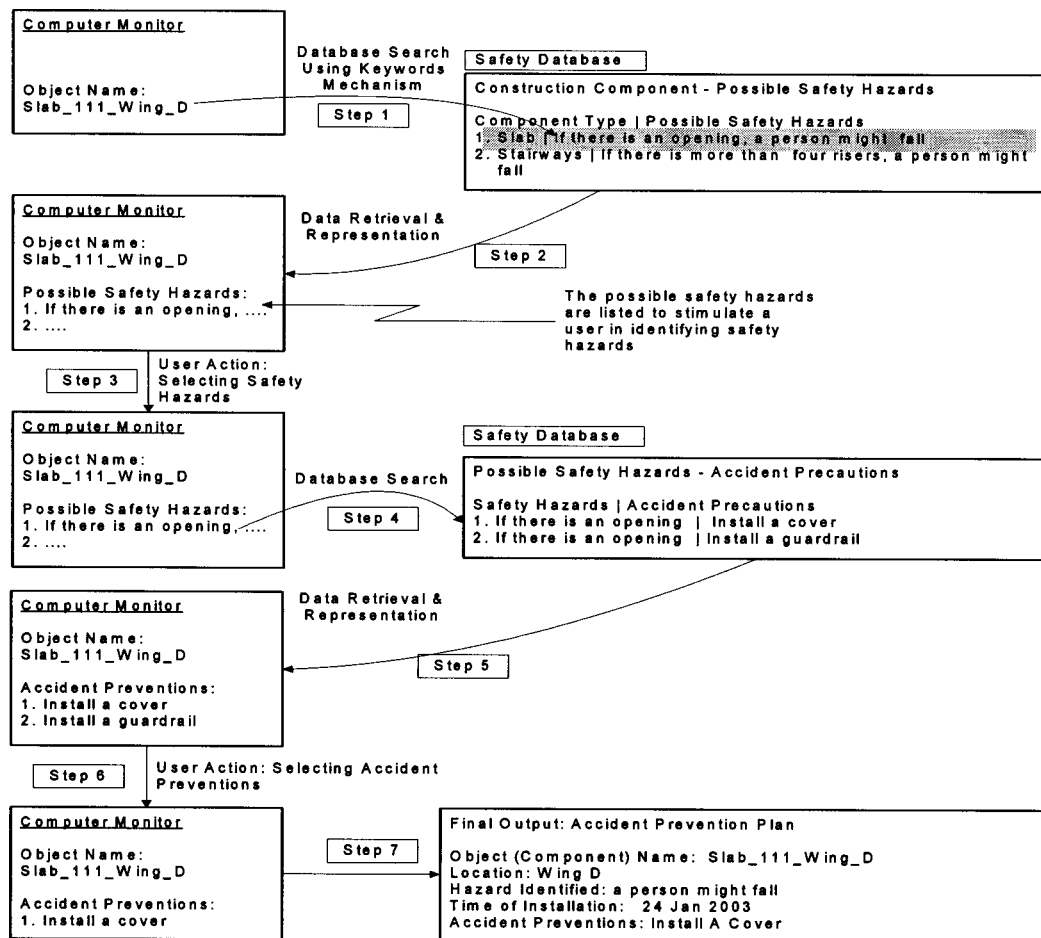 Computer Monitor
Object Name:
Slab_111_Wing_D
Database Search
Using Keywords
Mechanism
Step 1
Safety Database
Construction Component - Possible Safety Hazards
Component Type | Possible Safety Hazards
1. Slab | If there is an opening, a person might fall
2. Stairways | If there is more than four risers, a person might
fall
Computer Monitor
Object Name:
Slab_111_Wing_D
Possible Safety Hazards:
1. If there is an opening, ....
2. ....
Data Retrieval &
Representation
Step 2
The possible safety hazards
are listed to stimulate a
user in identifying safety
hazards
Step 3
User Action:
Selecting Safety
Hazards
Computer Monitor
Object Name:
Slab_111_Wing_D
Possible Safety Hazards:
1. If there is an opening, ....
2. ....
Database Search
Step 4
Safety Database
Possible Safety Hazards - Accident Precautions
Safety Hazards | Accident Precautions
1. If there is an opening | Install a cover
2. If there is an opening | Install a guardrail
Computer Monitor
Object Name:
Slab_111_Wing_D
Accident Preventions:
1. Install a cover
2. Install a guardrail
Data Retrieval &
Representation
Step 5
Step 6
User Action: Selecting Accident
Preventions
Computer Monitor
Object Name:
Slab_111_Wing_D
Accident Preventions:
1. Install a cover
Step 7
Final Output: Accident Prevention Plan
Object (Component) Name: Slab_111_Wing_D
Location: Wing D
Hazard Identified: a person might fall
Time of Installation: 24 Jan 2003
Accident Preventions: Install A Cover